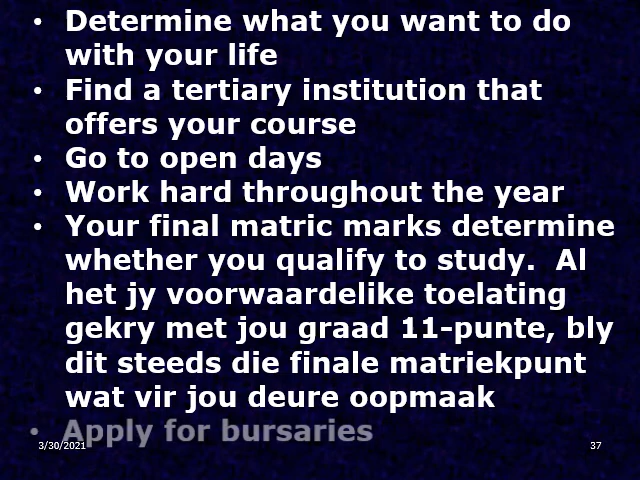 • Determine what you want to do
with your life
• Find a tertiary institution that
offers your course
• Go to open days
• Work hard throughout the year
• Your final matric marks determine
whether you qualify to study.  Al
het jy voorwaardelike toelating
gekry met jou graad 11-punte, bly
dit steeds die finale matriekpunt
wat vir jou deure oopmaak
• Apply for bursaries
3/30/2021 37